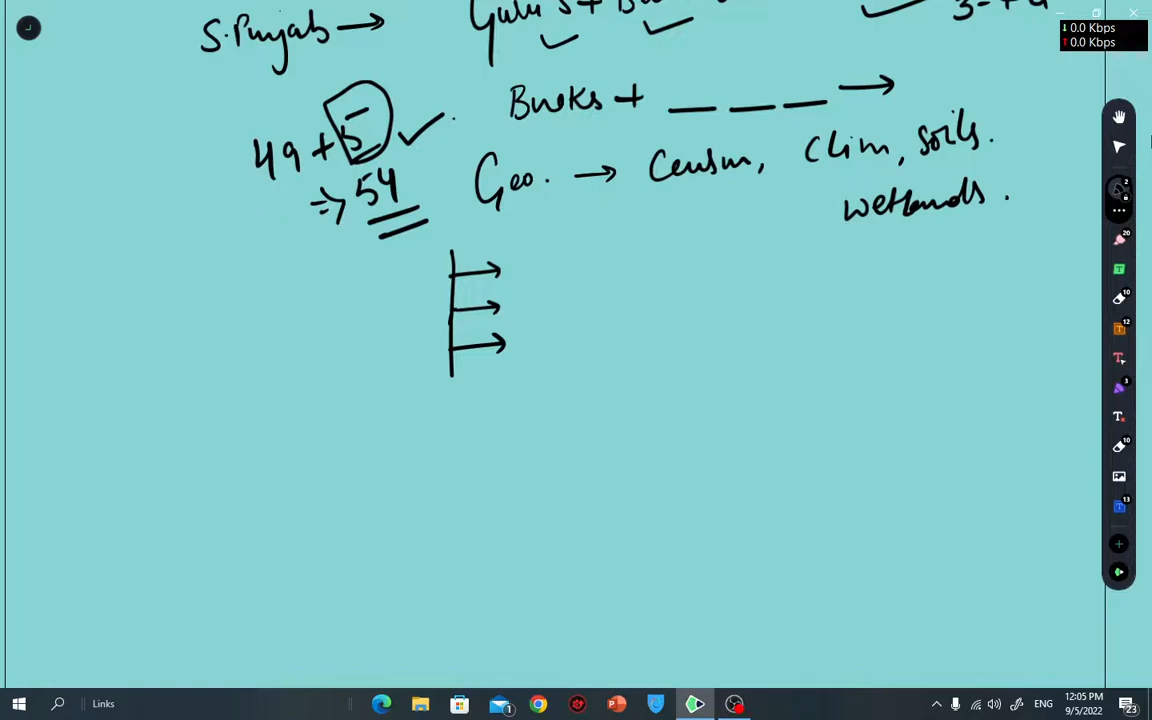 S. Punjab →
↓ 0.0 Kbps
↑ 0.0 Kbps
49 + 5
⇒ 54
Books + _ _ _ →
Geo. → Census, Clim, soils.
wetlands.
Links
ENG
12:05 PM
9/5/2022